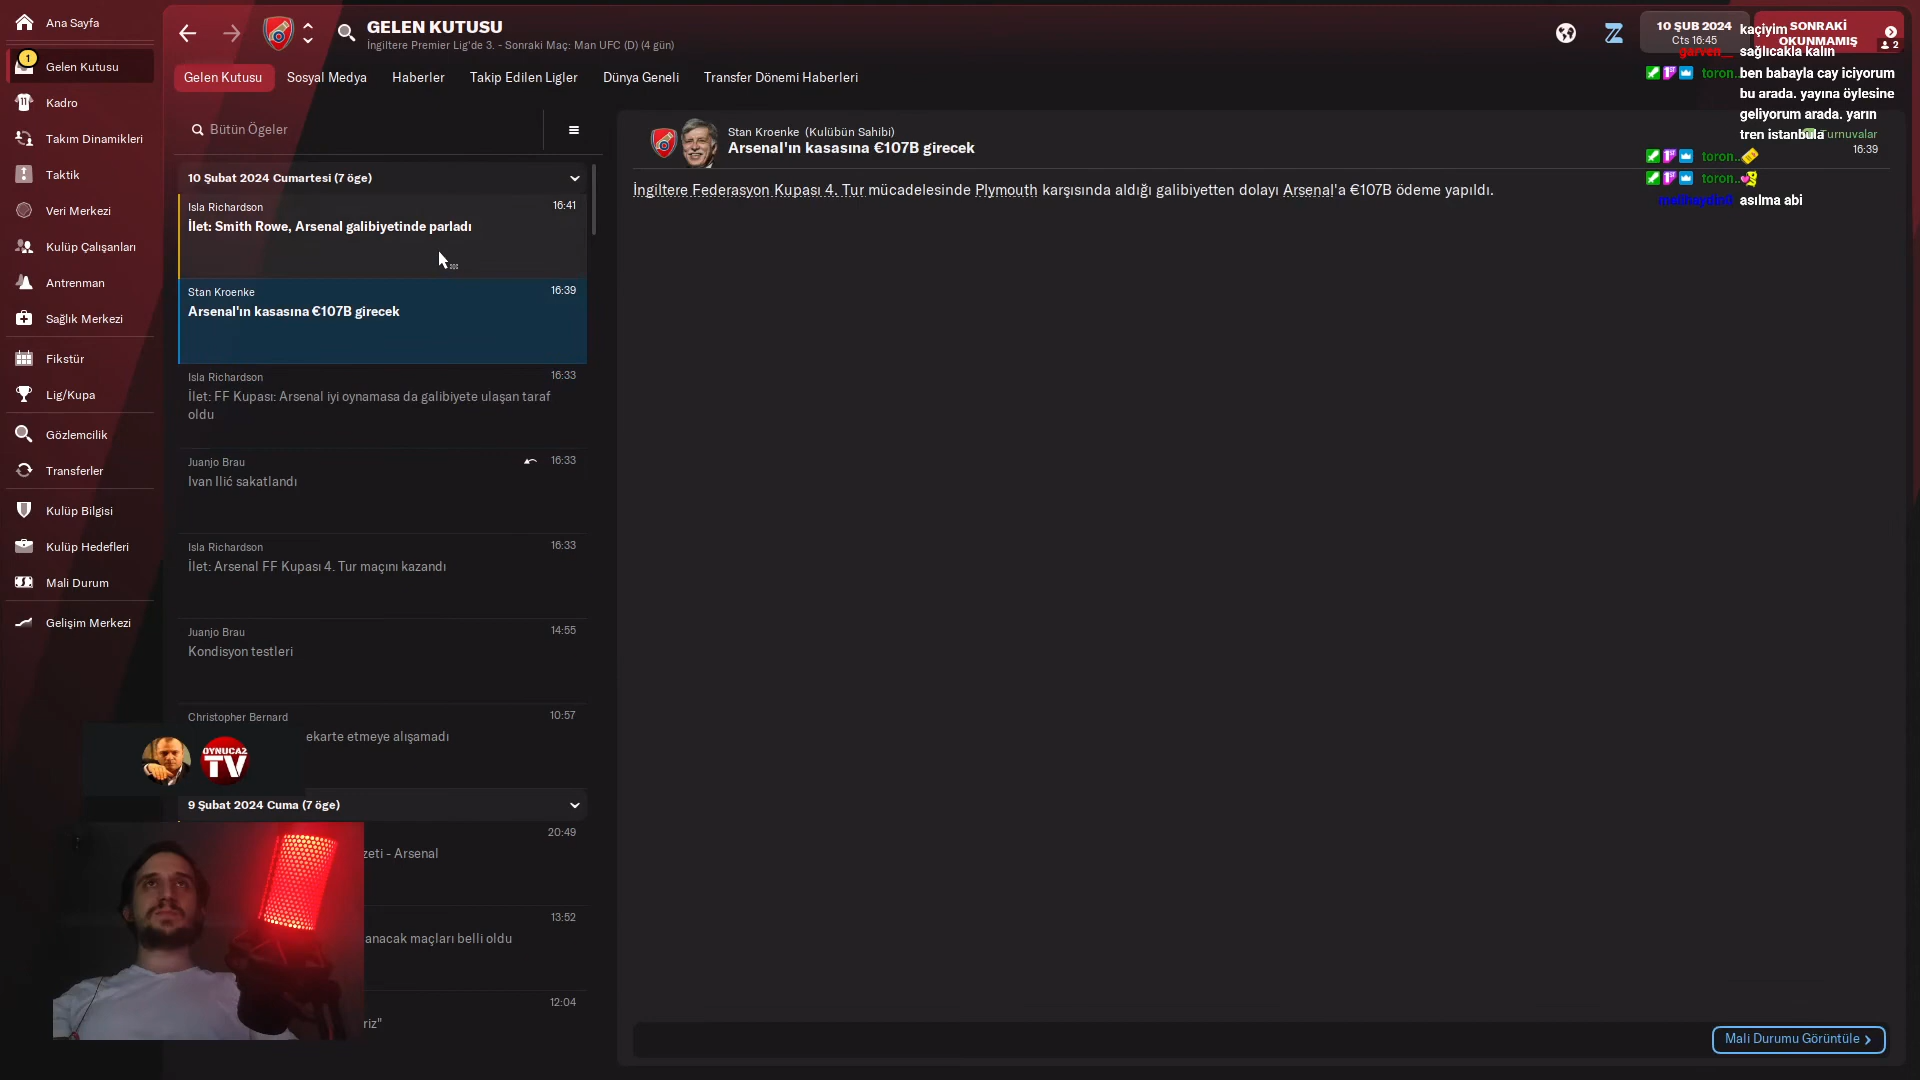 Ana Sayfa
1
Gelen Kutusu
Kadro
Takım Dinamikleri
Taktik
Veri Merkezi
Kulüp Çalışanları
Antrenman
Sağlık Merkezi
Fikstür
Lig/Kupa
Gözlemcilik
Transferler
Kulüp Bilgisi
Kulüp Hedefleri
Mali Durum
Gelişim Merkezi
GELEN KUTUSU
İngiltere Premier Lig'de 3. - Sonraki Maç: Man UFC (D) (4 gün)
10 ŞUB 2024
Cts 16:45
SONRAKİ
OKUNMAMIŞ
2
Gelen Kutusu
Sosyal Medya
Haberler
Takip Edilen Ligler
Dünya Geneli
Transfer Dönemi Haberleri
Bütün Ögeler
10 Şubat 2024 Cumartesi (7 öge)
Isla Richardson
16:41
İlet: Smith Rowe, Arsenal galibiyetinde parladı
Stan Kroenke
16:39
Arsenal'ın kasasına €107B girecek
Isla Richardson
16:33
İlet: FF Kupası: Arsenal iyi oynamasa da galibiyete ulaşan taraf
oldu
Juanjo Brau
16:33
Ivan Ilić sakatlandı
Isla Richardson
16:33
İlet: Arsenal FF Kupası 4. Tur maçını kazandı
Juanjo Brau
14:55
Kondisyon testleri
Christopher Bernard
10:57
ekarte etmeye alışamadı
9 Şubat 2024 Cuma (7 öge)
20:49
zeti - Arsenal
13:52
anacak maçları belli oldu
12:04
riz"
OYNUCAZ
TV
Stan Kroenke (Kulübün Sahibi)
Arsenal'ın kasasına €107B girecek
Turnuvalar
16:39
İngiltere Federasyon Kupası 4. Tur mücadelesinde Plymouth karşısında aldığı galibiyetten dolayı Arsenal'a €107B ödeme yapıldı.
kaçiyim
garven__ sağlıcakla kalın
toron.. ben babayla cay iciyorum
bu arada. yayına öylesine
geliyorum arada. yarın
tren istanbula
toron..
toron..
asılma abi
Mali Durumu Görüntüle